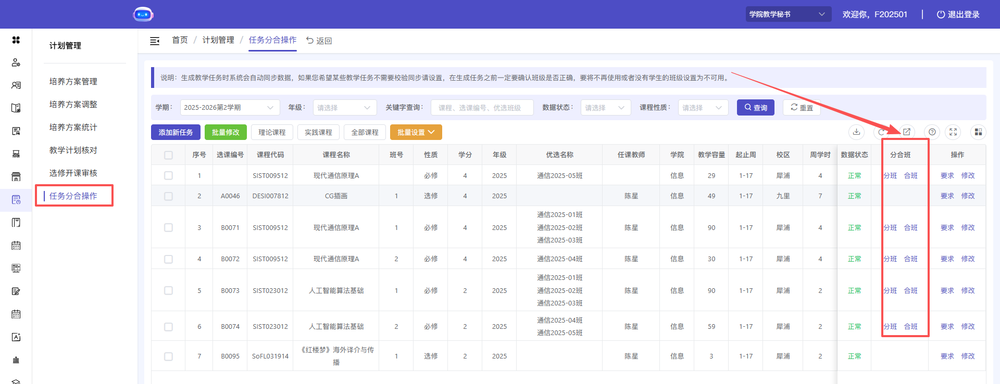 学院教学秘书
欢迎你，F202501
退出登录
计划管理
培养方案管理
培养方案调整
培养方案统计
教学计划核对
选修开课审核
任务分合操作
首页 / 计划管理 / 任务分合操作 返回
说明：生成教学任务时系统会自动同步数据，如果您希望某些教学任务不需要校验同步请设置，在生成任务之前一定要确认班级是否正确，要将不再使用或者没有学生的班级设置为不可用。
学期： 2025-2026第2学期 年级： 请选择 关键字查询： 课程、选课编号、优选班级 数据状态： 请选择 课程性质： 请选择 查询 重置
添加新任务 批量修改 理论课程 实践课程 全部课程 批量设置
序号 选课编号 课程代码 课程名称 班号 性质 学分 年级 优选名称 任课教师 学院 教学容量 起止周 校区 周学时 数据状态 分合班 操作
1 SIST009512 现代通信原理A 必修 4 2025 通信2025-05班 信息 29 1-17 犀浦 4 正常 分班 合班 要求 修改
2 A0046 DESI007812 CG插画 1 选修 4 2025 陈星 信息 49 1-17 九里 7 正常 要求 修改
通信2025-01班
3 B0071 SIST009512 现代通信原理A 1 必修 4 2025 通信2025-02班 陈星 信息 90 1-17 犀浦 4 正常 分班 合班 要求 修改
通信2025-03班
4 B0072 SIST009512 现代通信原理A 2 必修 4 2025 通信2025-04班 陈星 信息 30 1-17 犀浦 4 正常 分班 合班 要求 修改
通信2025-01班
5 B0073 SIST023012 人工智能算法基础 1 必修 2 2025 通信2025-02班 陈星 信息 90 1-17 犀浦 2 正常 分班 合班 要求 修改
通信2025-03班
通信2025-04班
6 B0074 SIST023012 人工智能算法基础 2 必修 2 2025 陈星 信息 59 1-17 犀浦 2 正常 分班 合班 要求 修改
通信2025-05班
《红楼梦》海外译介与传
7 B0095 SoFL031914 1 选修 2 2025 陈星 信息 3 1-17 犀浦 2 正常 要求 修改
播